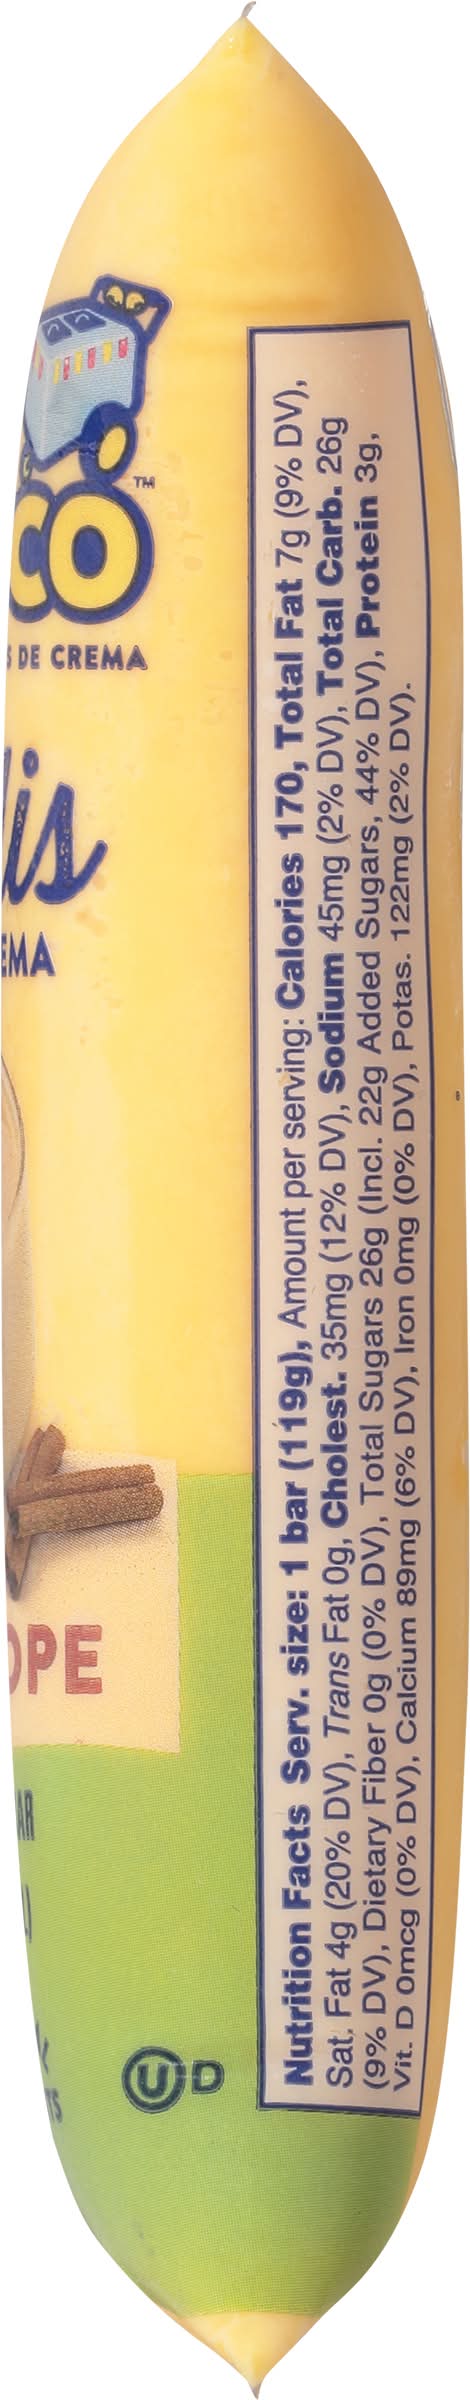 CO™
DE CREMA
is
EMA
OPE
AR
U D
Nutrition Facts Serv. size: 1 bar (119g), Amount per serving: Calories 170, Total Fat 7g (9% DV),
Sat. Fat 4g (20% DV), Trans Fat 0g, Cholest. 35mg (12% DV), Sodium 45mg (2% DV), Total Carb. 26g
(9% DV), Dietary Fiber 0g (0% DV), Total Sugars 26g (Incl. 22g Added Sugars, 44% DV), Protein 3g,
Vit. D 0mcg (0% DV), Calcium 89mg (6% DV), Iron 0mg (0% DV), Potas. 122mg (2% DV).